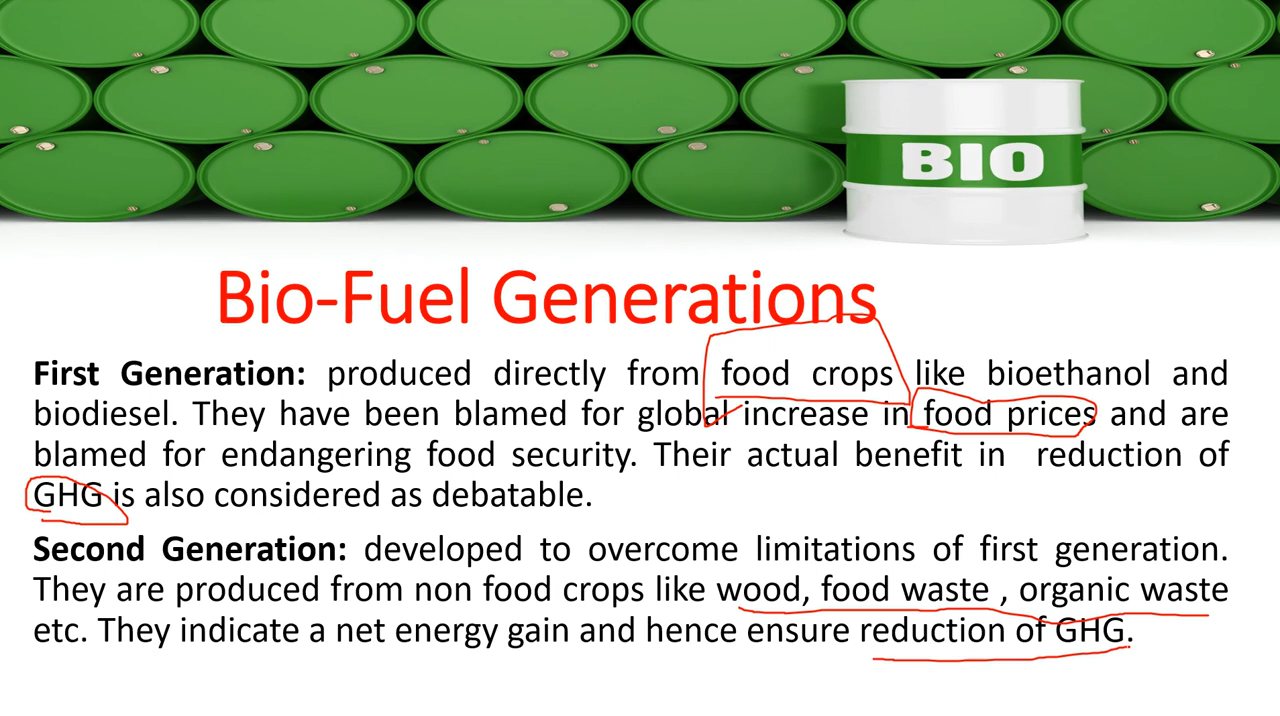 BIO
Bio-Fuel Generations
First Generation: produced directly from food crops like bioethanol and
biodiesel. They have been blamed for global increase in food prices and are
blamed for endangering food security. Their actual benefit in reduction of
GHG is also considered as debatable.
Second Generation: developed to overcome limitations of first generation.
They are produced from non food crops like wood, food waste , organic waste
etc. They indicate a net energy gain and hence ensure reduction of GHG.